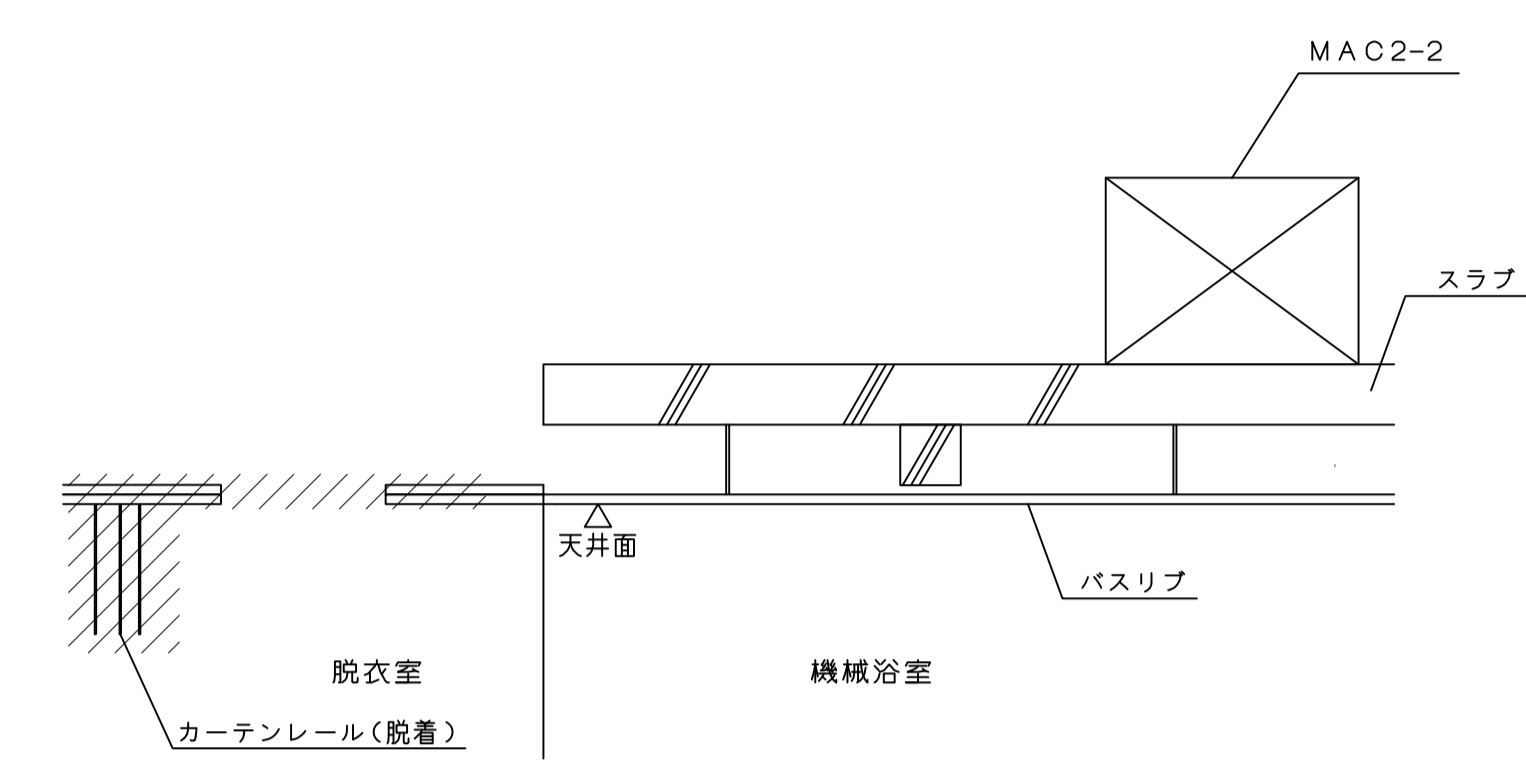 MAC2-2
スラブ
天井面
バスリブ
脱衣室
機械浴室
カーテンレール(脱着)